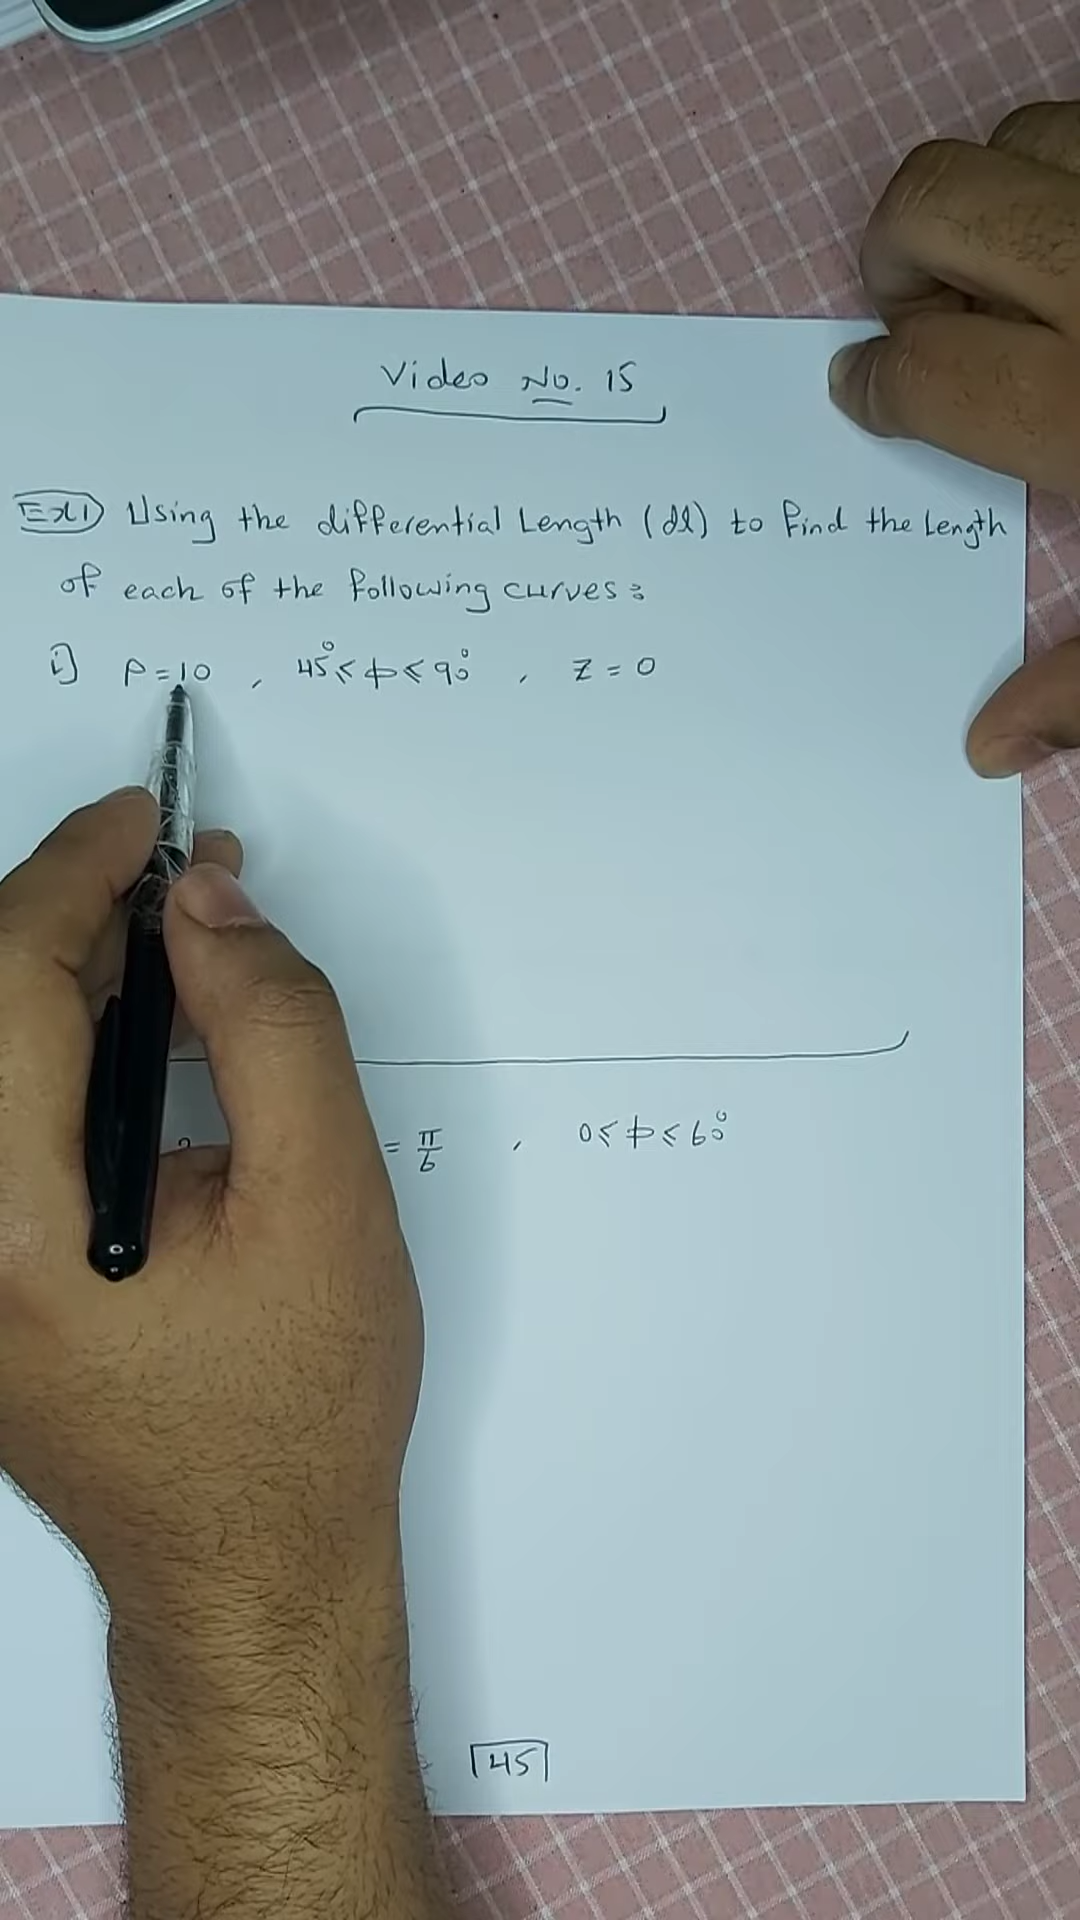 Video No. 15
Ex1 Using the differential Length (dl) to find the Length
of each of the following curves:
i] ρ=10 , 45°≤ϕ≤90° , z=0
= π/6 , 0≤ϕ≤60°
45